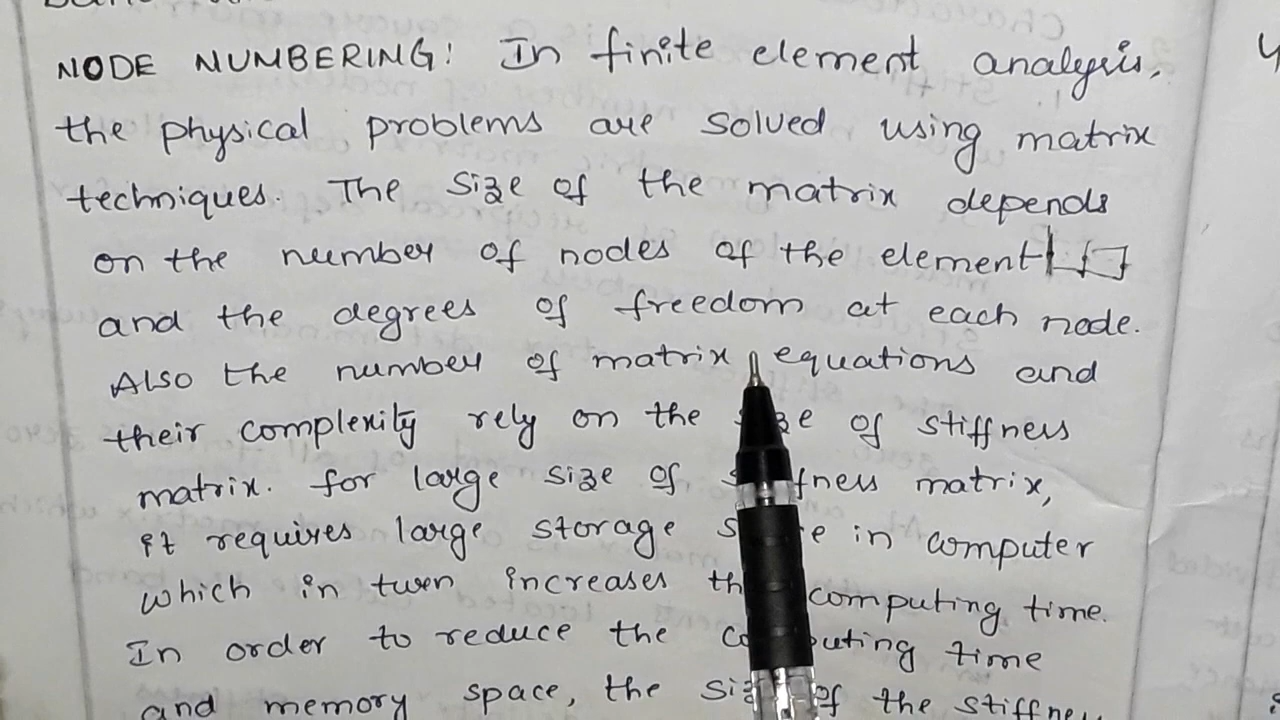 NODE NUMBERING: In finite element analysis,
the physical problems are solved using matrix
techniques. The size of the matrix depends
on the number of nodes of the element
and the degrees of freedom at each node.
Also the number of matrix equations and
their complexity rely on the of stiffness
matrix. for large size of matrix,
it requires large storage in computer
which in turn increases computing time.
In order to reduce the time
and memory space, the of the